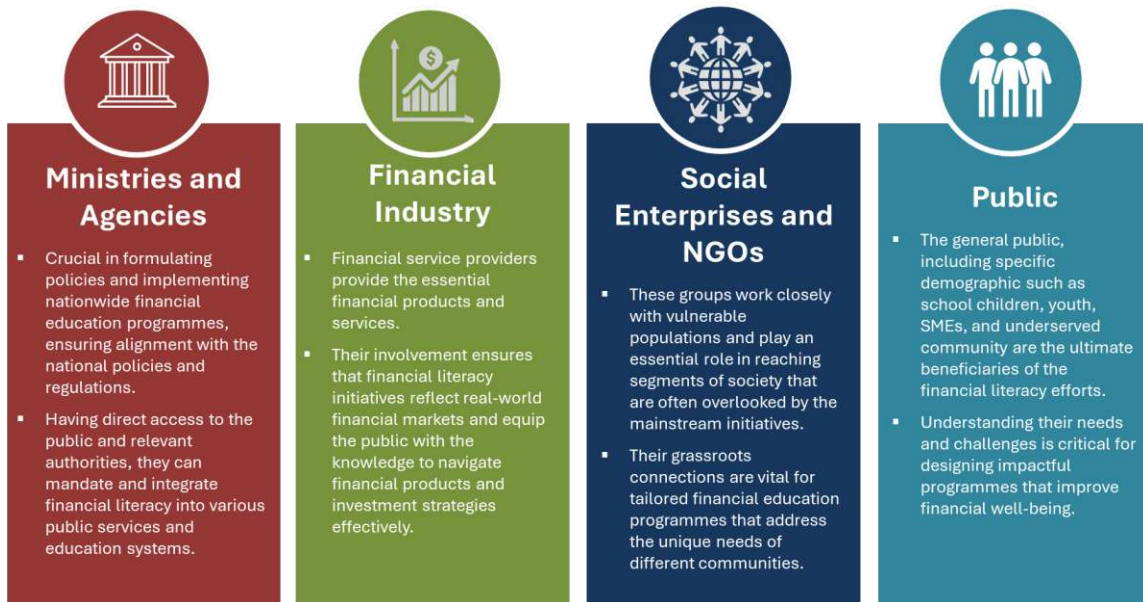 Ministries and
Agencies
▪ Crucial in formulating
policies and implementing
nationwide financial
education programmes,
ensuring alignment with the
national policies and
regulations.
▪ Having direct access to the
public and relevant
authorities, they can
mandate and integrate
financial literacy into various
public services and
education systems.
$
Financial
Industry
▪ Financial service providers
provide the essential
financial products and
services.
▪ Their involvement ensures
that financial literacy
initiatives reflect real-world
financial markets and equip
the public with the
knowledge to navigate
financial products and
investment strategies
effectively.
Social
Enterprises and
NGOs
▪ These groups work closely
with vulnerable
populations and play an
essential role in reaching
segments of society that
are often overlooked by the
mainstream initiatives.
▪ Their grassroots
connections are vital for
tailored financial education
programmes that address
the unique needs of
different communities.
Public
▪ The general public,
including specific
demographic such as
school children, youth,
SMEs, and underserved
community are the ultimate
beneficiaries of the
financial literacy efforts.
▪ Understanding their needs
and challenges is critical for
designing impactful
programmes that improve
financial well-being.